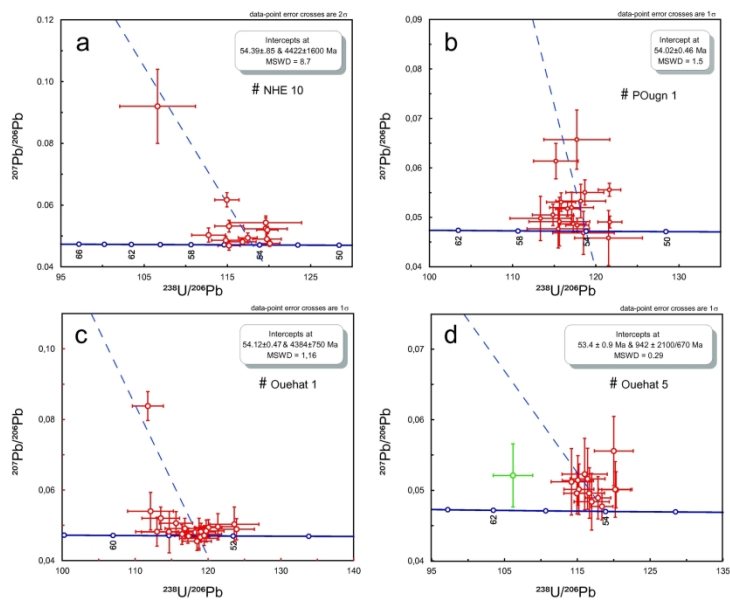 data-point error crosses are 2σ
a
Intercepts at
54.39±.85 & 4422±1600 Ma
MSWD = 8.7
# NHE 10
207Pb/206Pb
0.12
0.10
0.08
0.06
0.04
66
62
58
54
50
95
105
115
125
238U/206Pb
data-point error crosses are 1σ
b
Intercept at
54.02±0.46 Ma
MSWD = 1.5
# POugn 1
207Pb/206Pb
0,09
0,08
0,07
0,06
0,05
0,04
62
58
54
50
100
110
120
130
238U/206Pb
data-point error crosses are 1σ
c
Intercepts at
54.12±0.47& 4384±750 Ma
MSWD = 1,16
# Ouehat 1
207Pb/206Pb
0,10
0,08
0,06
0,04
60
52
100
110
120
130
140
238U/206Pb
data-point error crosses are 1σ
d
Intercepts at
53.4 ± 0.9 Ma & 942 ± 2100/670 Ma
MSWD = 0.29
# Ouehat 5
207Pb/206Pb
0,07
0,06
0,05
0,04
62
54
95
105
115
125
135
238U/206Pb